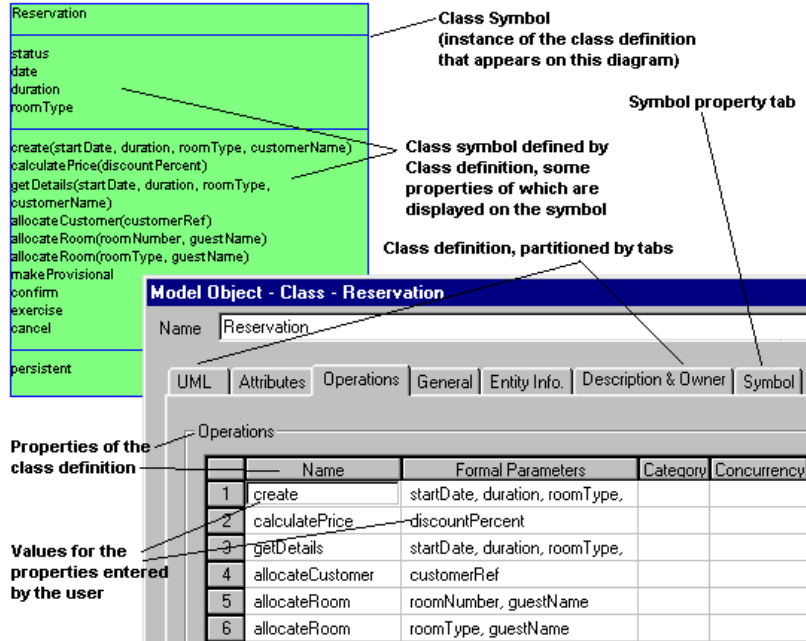 Reservation
status
date
duration
roomType
create(startDate, duration, roomType, customerName)
calculatePrice(discountPercent)
getDetails(startDate, duration, roomType,
customerName)
allocateCustomer(customerRef)
allocateRoom(roomNumber, guestName)
allocateRoom(roomType, guestName)
makeProvisional
confirm
exercise
cancel
persistent
Class Symbol
(instance of the class definition
that appears on this diagram)
Symbol property tab
Class symbol defined by
Class definition, some
properties of which are
displayed on the symbol
Class definition, partitioned by tabs
Model Object - Class - Reservation
Name Reservation
UML Attributes Operations General Entity Info. Description & Owner Symbol
Operations
Properties of the
class definition
Name Formal Parameters Category Concurrency
1 create startDate, duration, roomType,
2 calculatePrice discountPercent
3 getDetails startDate, duration, roomType,
4 allocateCustomer customerRef
5 allocateRoom roomNumber, guestName
6 allocateRoom roomType, guestName
Values for the
properties entered
by the user